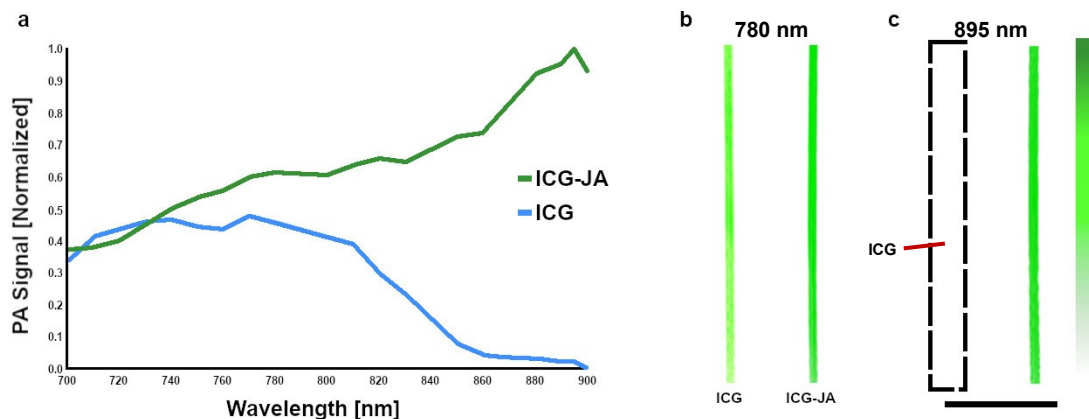 a
PA Signal [Normalized]
1.0
0.9
0.8
0.7
0.6
0.5
0.4
0.3
0.2
0.1
0.0
700 720 740 760 780 800 820 840 860 880 900
Wavelength [nm]
ICG-JA
ICG
b
780 nm
ICG ICG-JA
c
895 nm
ICG